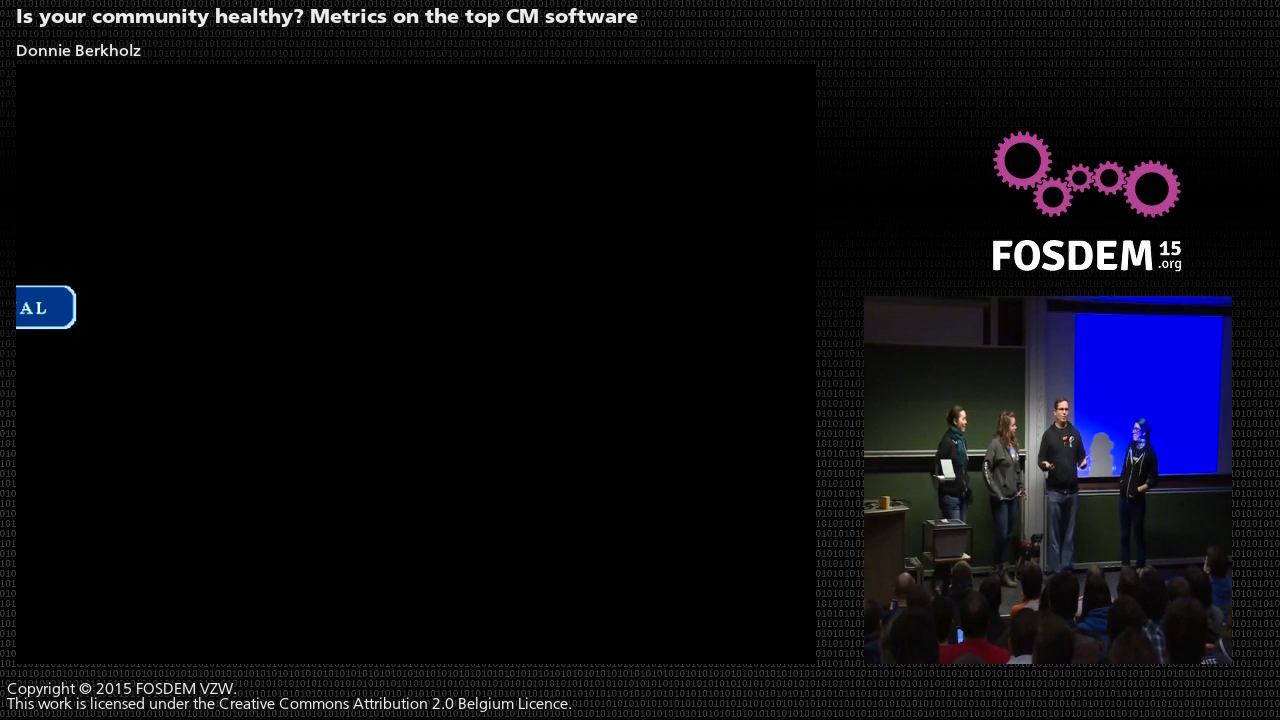 Is your community healthy? Metrics on the top CM software
Donnie Berkholz
AL
FOSDEM 15
.org
Copyright © 2015 FOSDEM VZW.
This work is licensed under the Creative Commons Attribution 2.0 Belgium Licence.